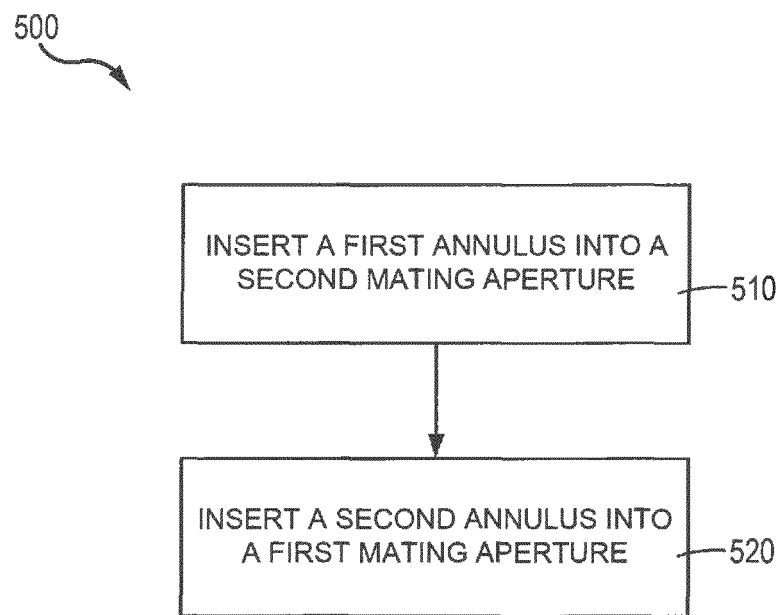 500
INSERT A FIRST ANNULUS INTO A
SECOND MATING APERTURE
510
INSERT A SECOND ANNULUS INTO
A FIRST MATING APERTURE
520